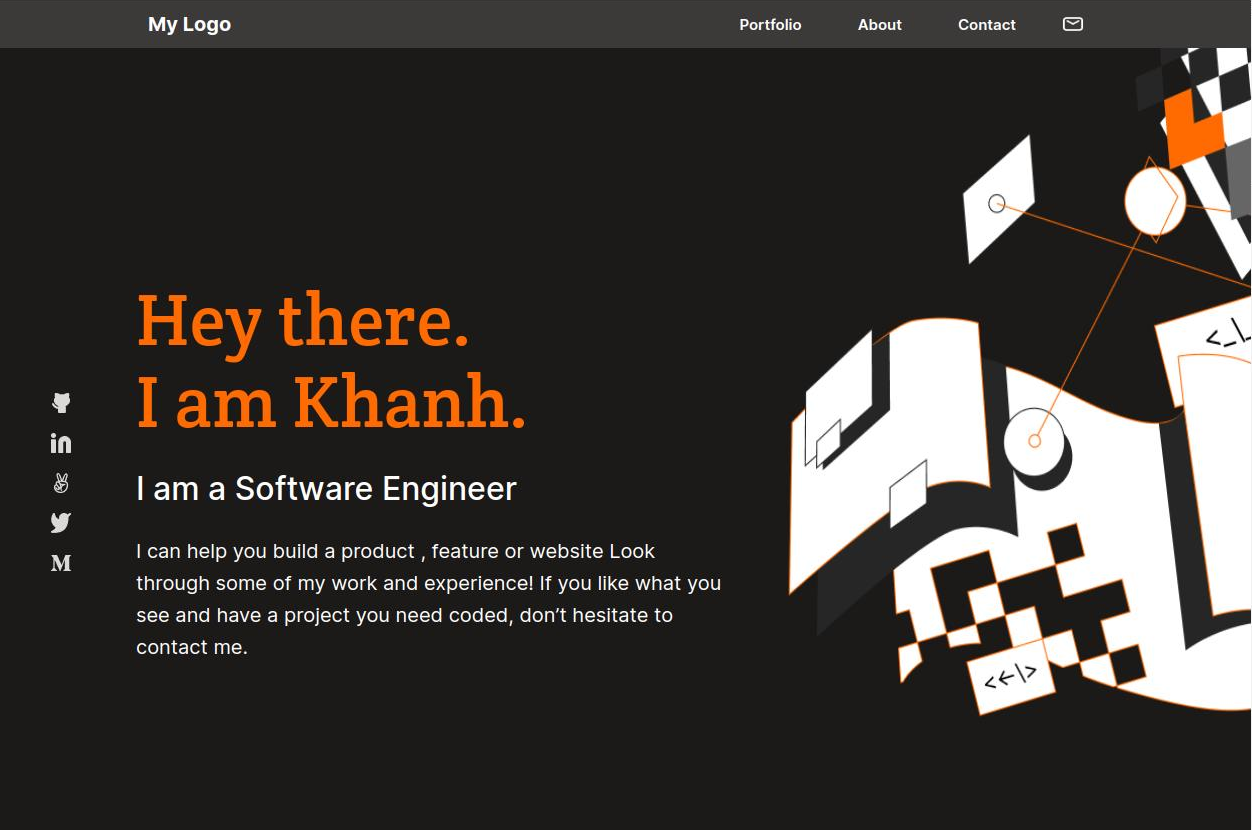 My Logo
Portfolio
About
Contact
Hey there.
I am Khanh.
I am a Software Engineer
I can help you build a product , feature or website Look
through some of my work and experience! If you like what you
see and have a project you need coded, don’t hesitate to
contact me.
<_\_
<←\>